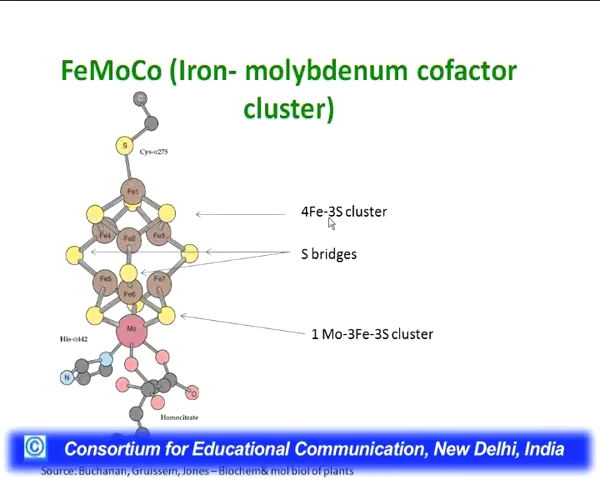 FeMoCo (Iron- molybdenum cofactor
cluster)
C
S
Cys-α275
Fe1
4Fe-3S cluster
Fe4
Fe2
Fe3
S bridges
Fe5
Fe6
Fe7
Mo
1 Mo-3Fe-3S cluster
His-α442
N
O
Homocitrate
© Consortium for Educational Communication, New Delhi, India
Source: Buchanan, Gruissem, Jones – Biochem& mol biol of plants